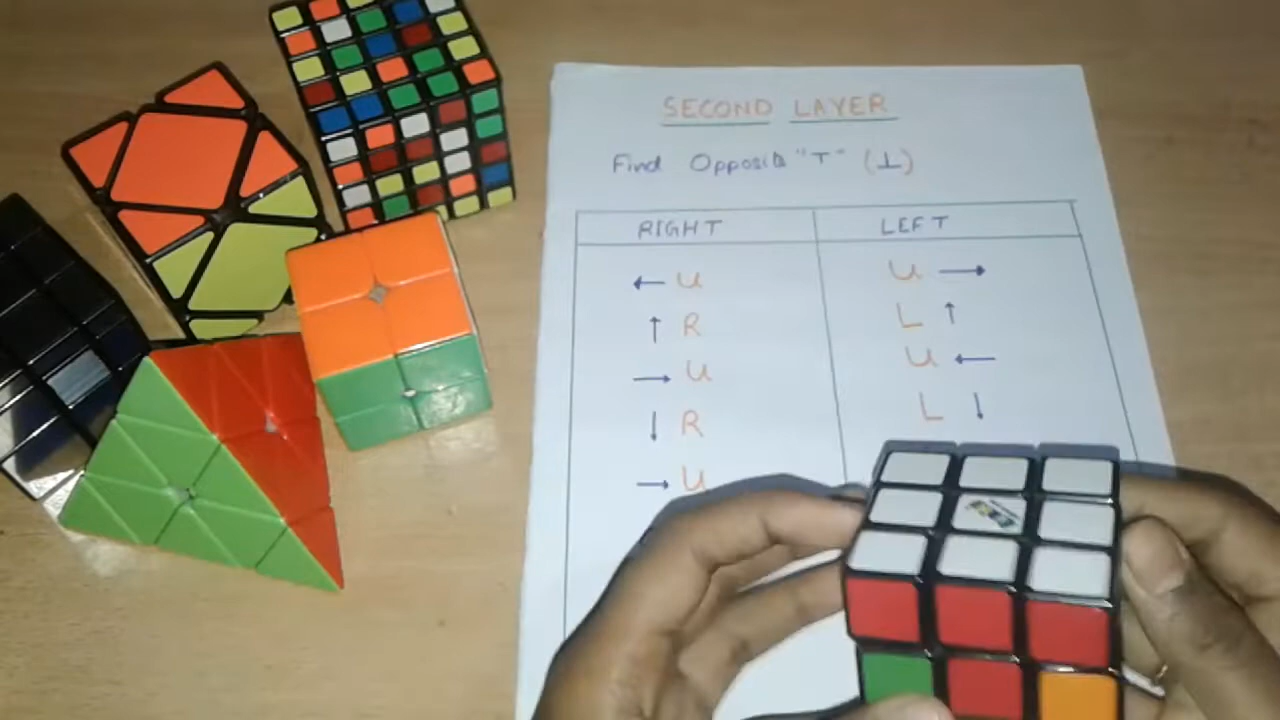 SECOND LAYER
Find Opposite "T" (⊥)
RIGHT LEFT
← U U →
↑ R L ↑
→ U U ←
↓ R L ↓
→ U